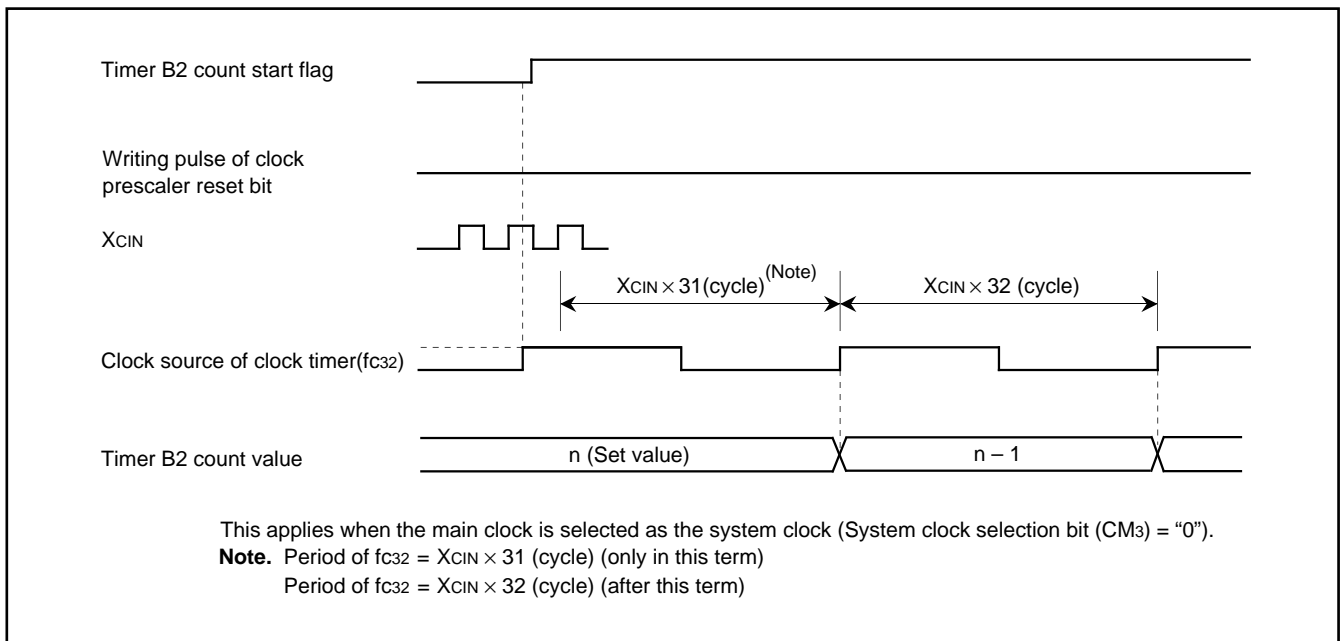 Timer B2 count start flag
Writing pulse of clock
prescaler reset bit
XCIN
XCIN × 31(cycle)(Note)
XCIN × 32 (cycle)
Clock source of clock timer(fC32)
Timer B2 count value
n (Set value)
n – 1
This applies when the main clock is selected as the system clock (System clock selection bit (CM3) = “0”).
Note. Period of fC32 = XCIN × 31 (cycle) (only in this term)
Period of fC32 = XCIN × 32 (cycle) (after this term)